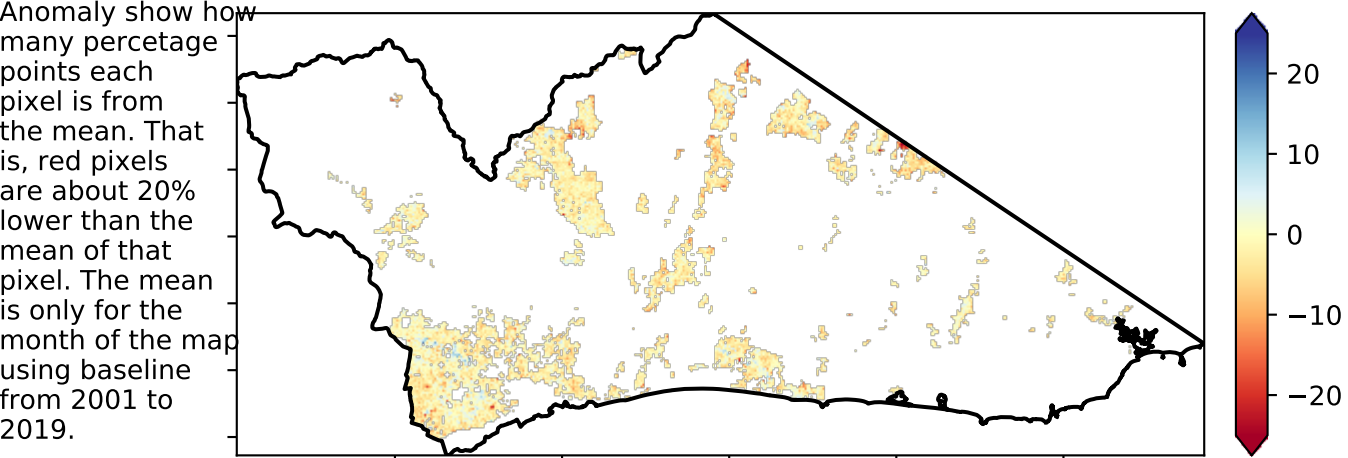 Anomaly show how
many percetage
points each
pixel is from
the mean. That
is, red pixels
are about 20%
lower than the
mean of that
pixel. The mean
is only for the
month of the map
using baseline
from 2001 to
2019.
20
10
0
−10
−20